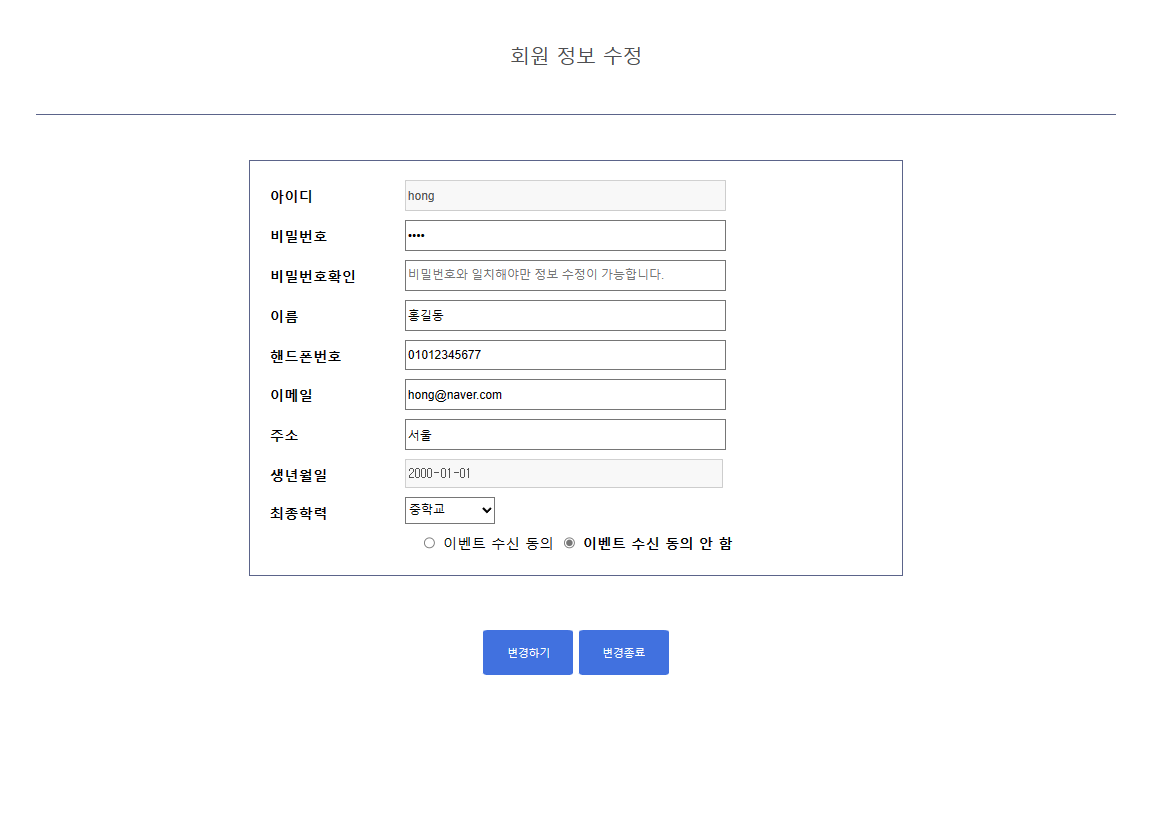 회원 정보 수정
아이디 hong
비밀번호 ••••
비밀번호확인 비밀번호와 일치해야만 정보 수정이 가능합니다.
이름 홍길동
핸드폰번호 01012345677
이메일 hong@naver.com
주소 서울
생년월일 2000-01-01
최종학력 중학교
이벤트 수신 동의 이벤트 수신 동의 안 함
변경하기 변경종료